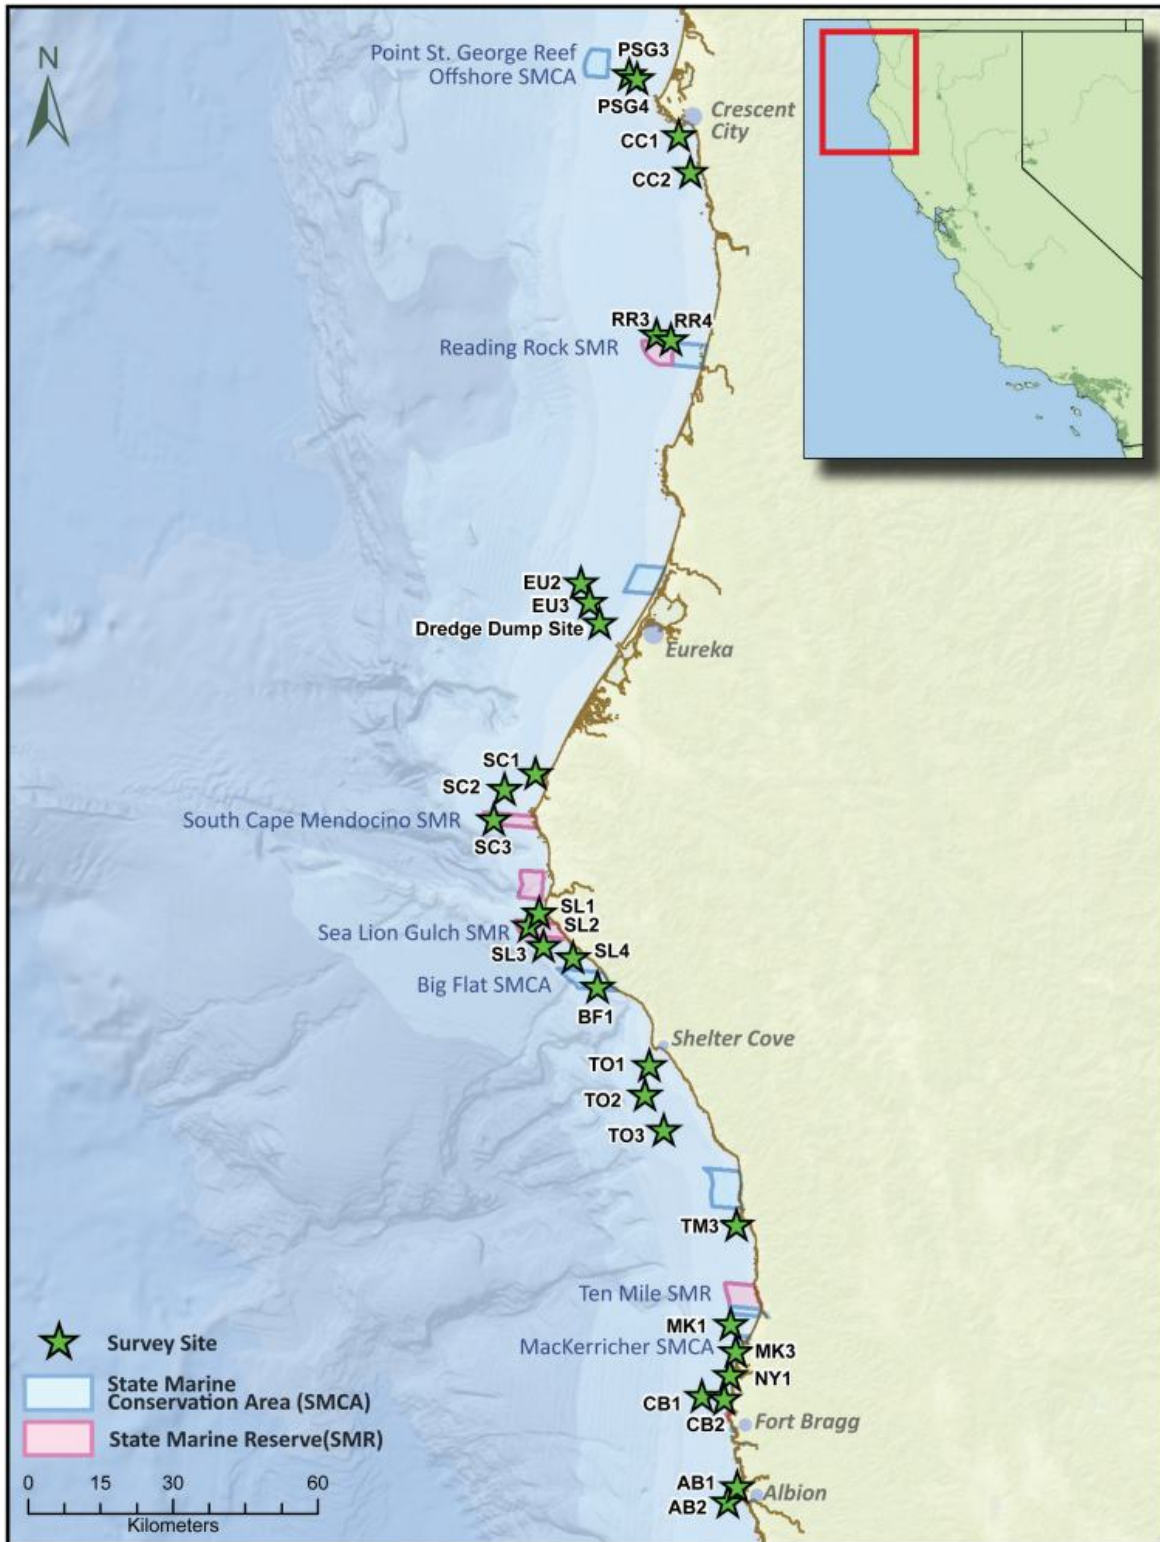 N
Point St. George Reef
Offshore SMCA
PSG3
PSG4
Crescent
City
CC1
CC2
RR3
RR4
Reading Rock SMR
EU2
EU3
Dredge Dump Site
Eureka
SC1
SC2
South Cape Mendocino SMR
SC3
SL1
SL2
Sea Lion Gulch SMR
SL3
SL4
Big Flat SMCA
BF1
Shelter Cove
TO1
TO2
TO3
TM3
Ten Mile SMR
MK1
MacKerricher SMCA
MK3
NY1
CB1
CB2
Fort Bragg
AB1
Albion
AB2
Survey Site
State Marine
Conservation Area (SMCA)
State Marine Reserve(SMR)
0 15 30 60
Kilometers